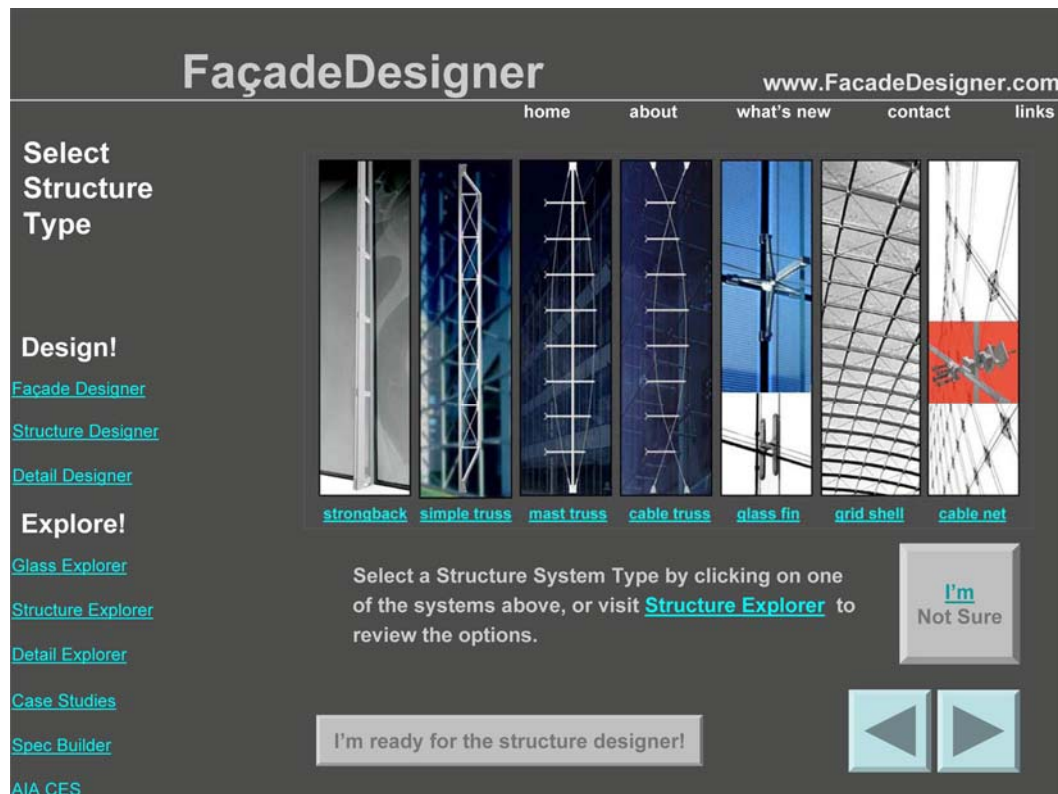 FaçadeDesigner
www.FacadeDesigner.com
home about what's new contact links
Select
Structure
Type
strongback simple truss mast truss cable truss glass fin grid shell cable net
Design!
Façade Designer
Structure Designer
Detail Designer
Explore!
Glass Explorer
Structure Explorer
Detail Explorer
Case Studies
Spec Builder
AIA CES
Select a Structure System Type by clicking on one
of the systems above, or visit Structure Explorer to
review the options.
I'm
Not Sure
I'm ready for the structure designer!